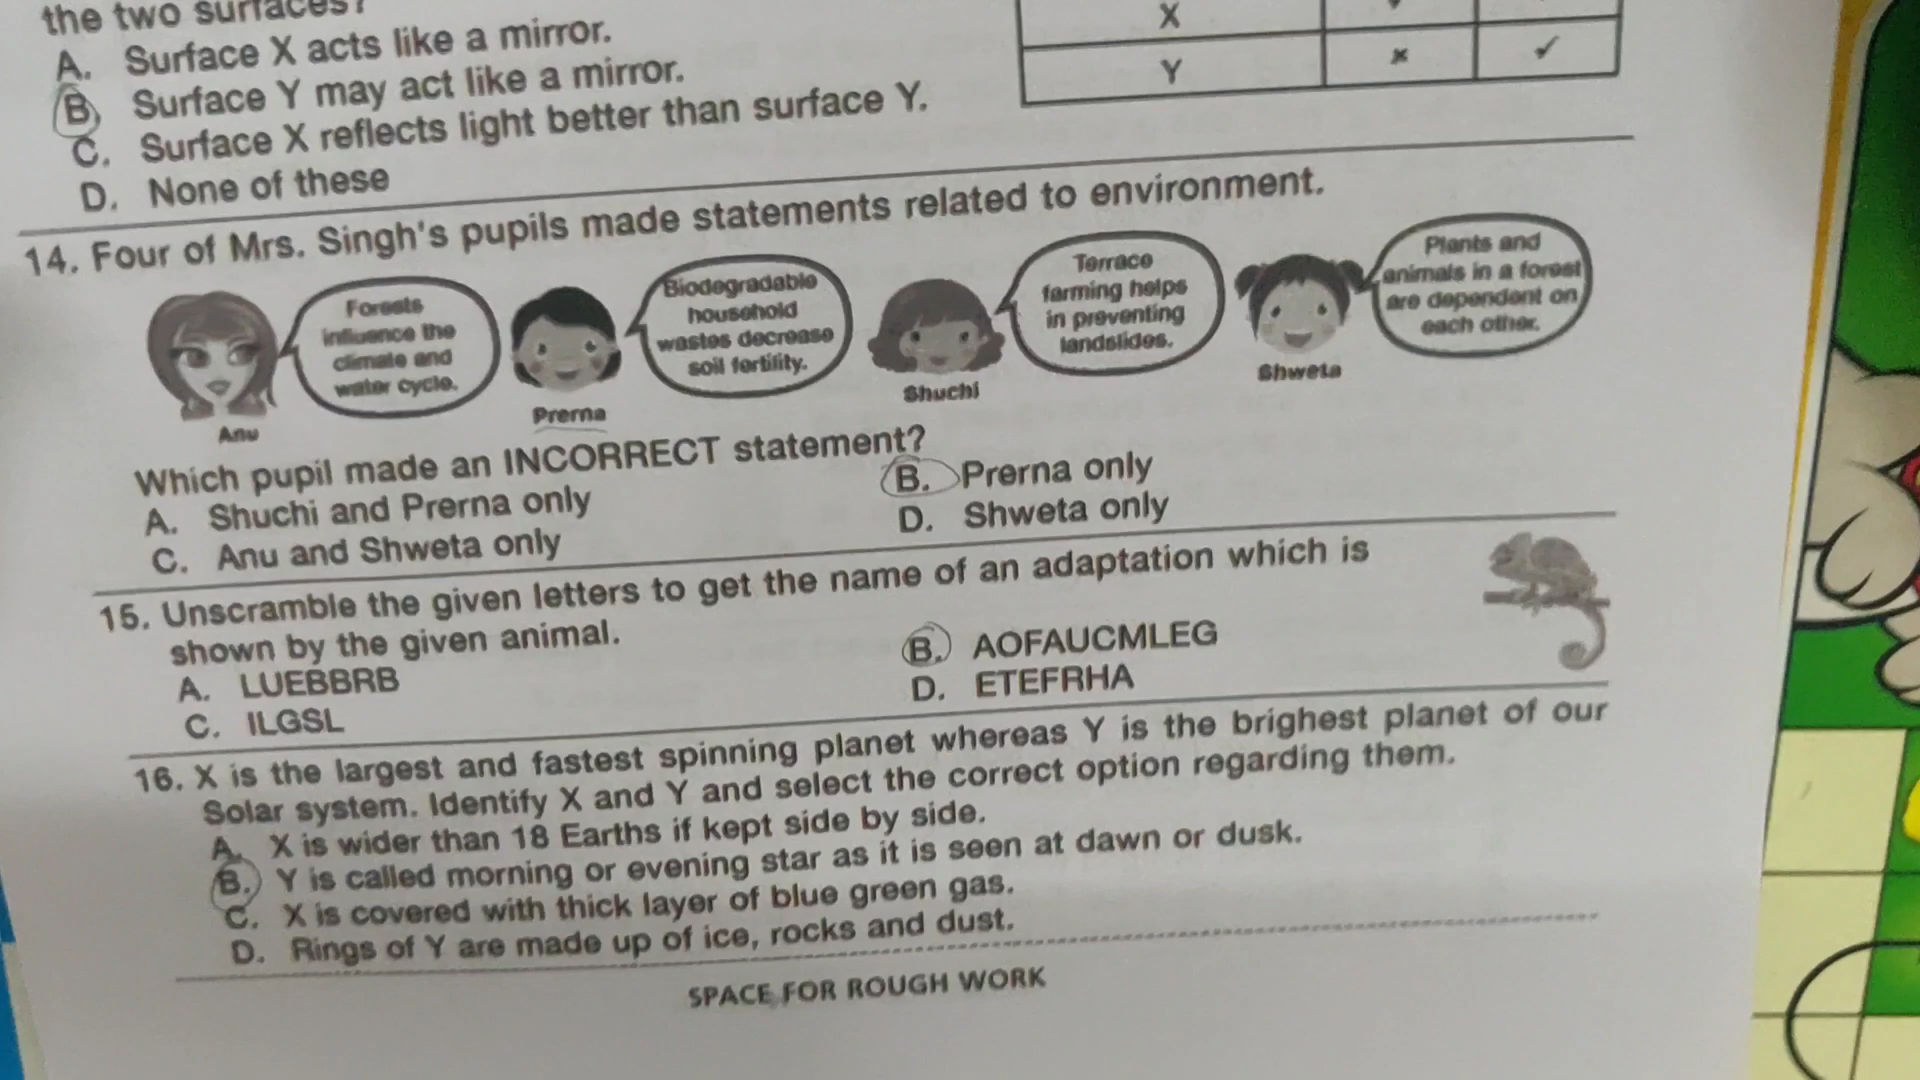 the two surfaces?
A. Surface X acts like a mirror.
B. Surface Y may act like a mirror.
C. Surface X reflects light better than surface Y.
D. None of these
X
Y × ✓
14. Four of Mrs. Singh's pupils made statements related to environment.
Forests
influence the
climate and
water cycle.
Anu
Biodegradable
household
wastes decrease
soil fertility.
Prerna
Terrace
farming helps
in preventing
landslides.
Shuchi
Plants and
animals in a forest
are dependent on
each other.
Shweta
Which pupil made an INCORRECT statement?
A. Shuchi and Prerna only
B. Prerna only
C. Anu and Shweta only
D. Shweta only
15. Unscramble the given letters to get the name of an adaptation which is
shown by the given animal.
A. LUEBBRB
B. AOFAUCMLEG
C. ILGSL
D. ETEFRHA
16. X is the largest and fastest spinning planet whereas Y is the brighest planet of our
Solar system. Identify X and Y and select the correct option regarding them.
A. X is wider than 18 Earths if kept side by side.
B. Y is called morning or evening star as it is seen at dawn or dusk.
C. X is covered with thick layer of blue green gas.
D. Rings of Y are made up of ice, rocks and dust.
SPACE FOR ROUGH WORK